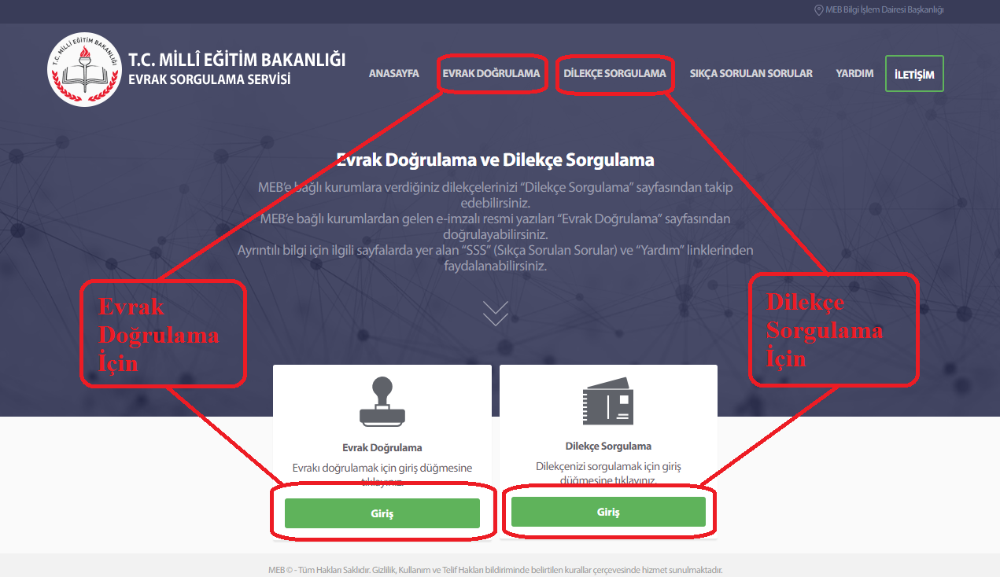 MEB Bilgi İşlem Dairesi Başkanlığı
T.C. MİLLÎ EĞİTİM BAKANLIĞI
T.C. MİLLÎ EĞİTİM BAKANLIĞI
EVRAK SORGULAMA SERVİSİ
ANASAYFA
EVRAK DOĞRULAMA
DİLEKÇE SORGULAMA
SIKÇA SORULAN SORULAR
YARDIM
İLETİŞİM
Evrak Doğrulama ve Dilekçe Sorgulama
MEB’e bağlı kurumlara verdiğiniz dilekçelerinizi “Dilekçe Sorgulama” sayfasından takip
edebilirsiniz.
MEB’e bağlı kurumlardan gelen e-imzalı resmi yazıları “Evrak Doğrulama” sayfasından
doğrulayabilirsiniz.
Ayrıntılı bilgi için ilgili sayfalarda yer alan “SSS” (Sıkça Sorulan Sorular) ve “Yardım” linklerinden
faydalanabilirsiniz.
Evrak
Doğrulama
İçin
Dilekçe
Sorgulama
İçin
Evrak Doğrulama
Evrakı doğrulamak için giriş düğmesine
tıklayınız.
Giriş
Dilekçe Sorgulama
Dilekçenizi sorgulamak için giriş
düğmesine tıklayınız.
Giriş
MEB © - Tüm Hakları Saklıdır. Gizlilik, Kullanım ve Telif Hakları bildiriminde belirtilen kurallar çerçevesinde hizmet sunulmaktadır.